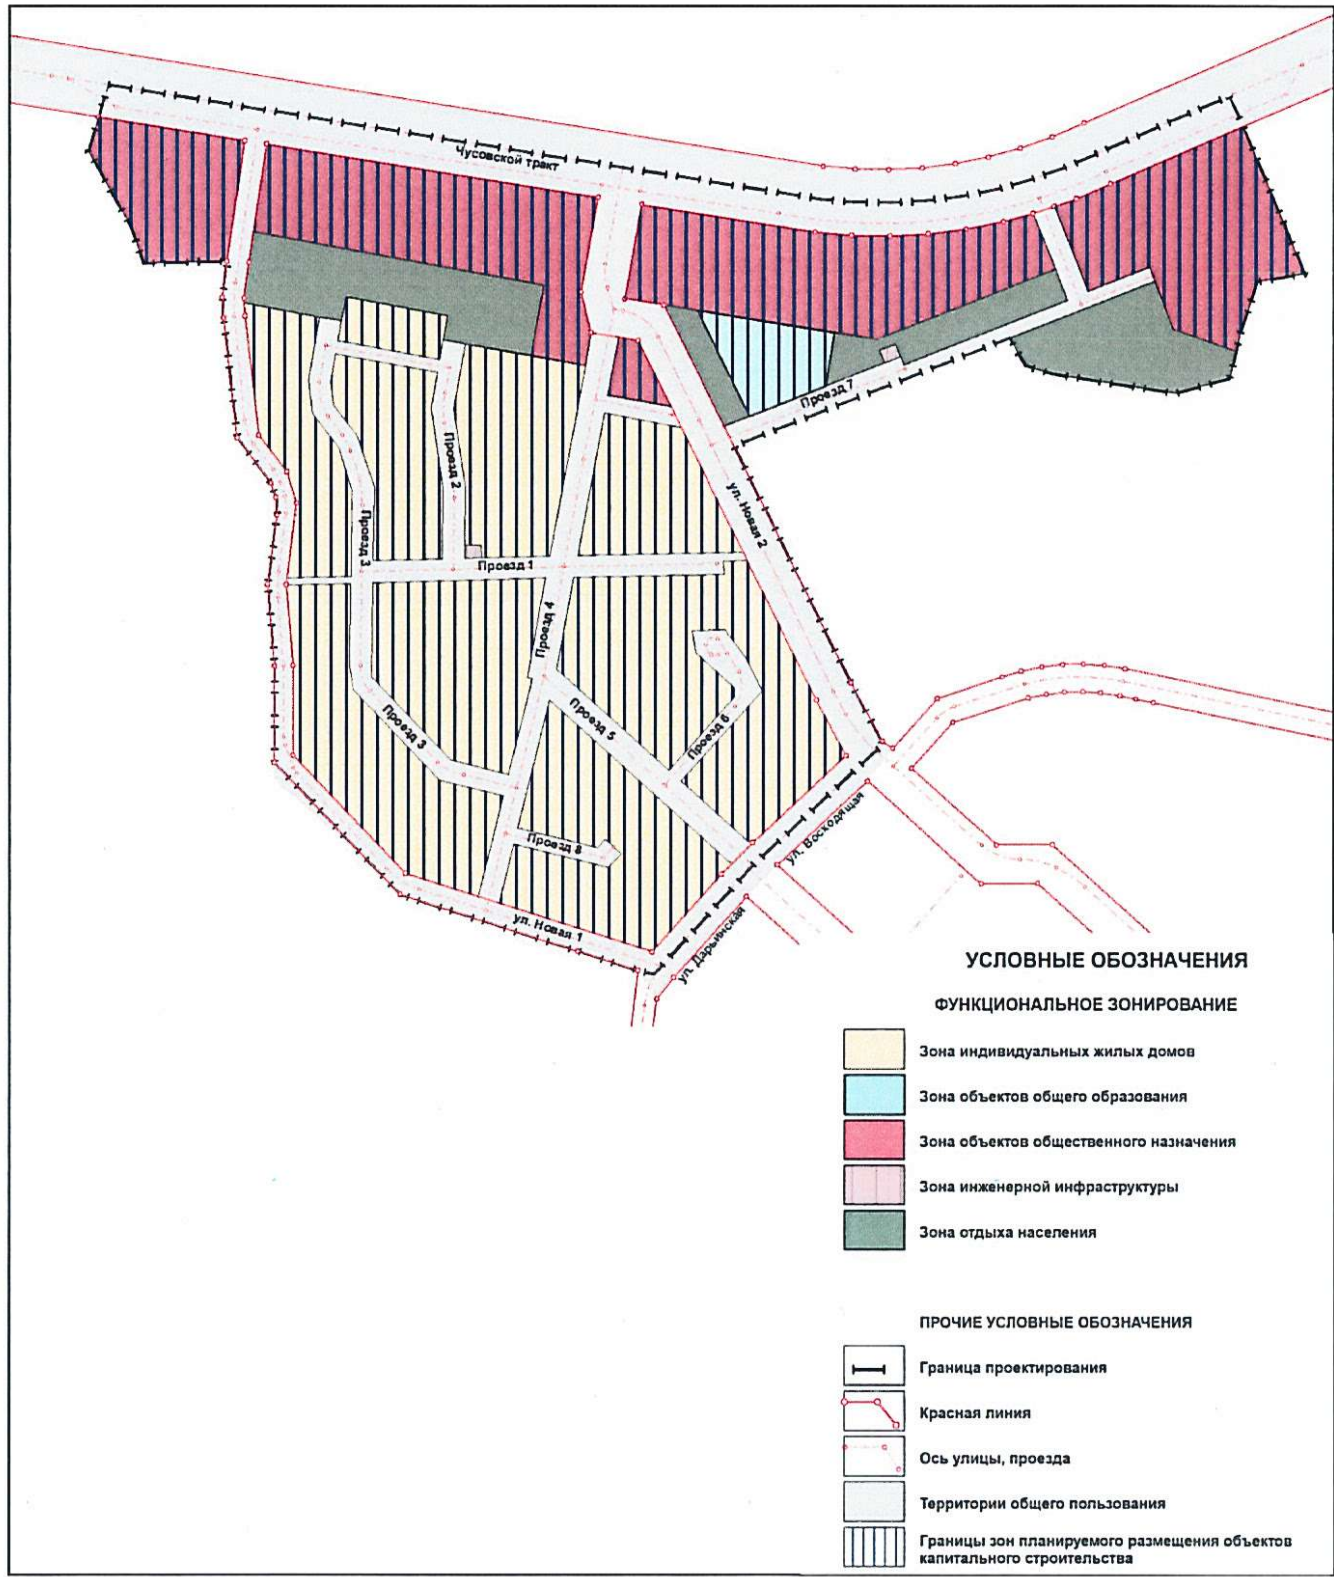 Чусовской тракт
Проезд 7
Проезд 2
ул. Новая 2
Проезд 3
Проезд 1
Проезд 4
Проезд 5
Проезд 6
Проезд 3
Проезд 8
ул. Восходящая
ул. Новая 1
ул. Дарьинская
УСЛОВНЫЕ ОБОЗНАЧЕНИЯ
ФУНКЦИОНАЛЬНОЕ ЗОНИРОВАНИЕ
Зона индивидуальных жилых домов
Зона объектов общего образования
Зона объектов общественного назначения
Зона инженерной инфраструктуры
Зона отдыха населения
ПРОЧИЕ УСЛОВНЫЕ ОБОЗНАЧЕНИЯ
Граница проектирования
Красная линия
Ось улицы, проезда
Территории общего пользования
Границы зон планируемого размещения объектов
капитального строительства